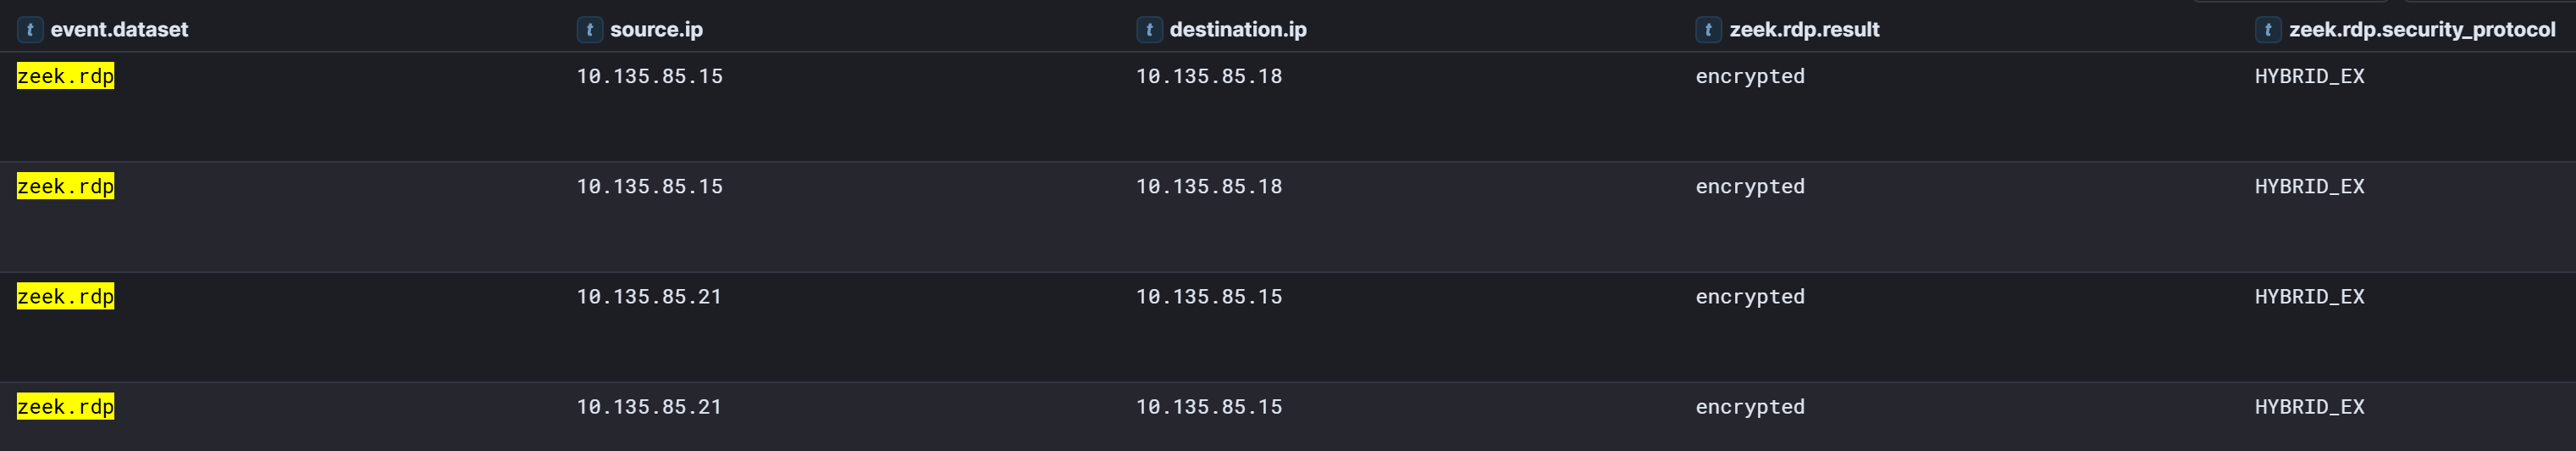 t event.dataset t source.ip t destination.ip t zeek.rdp.result t zeek.rdp.security_protocol
zeek.rdp 10.135.85.15 10.135.85.18 encrypted HYBRID_EX
zeek.rdp 10.135.85.15 10.135.85.18 encrypted HYBRID_EX
zeek.rdp 10.135.85.21 10.135.85.15 encrypted HYBRID_EX
zeek.rdp 10.135.85.21 10.135.85.15 encrypted HYBRID_EX